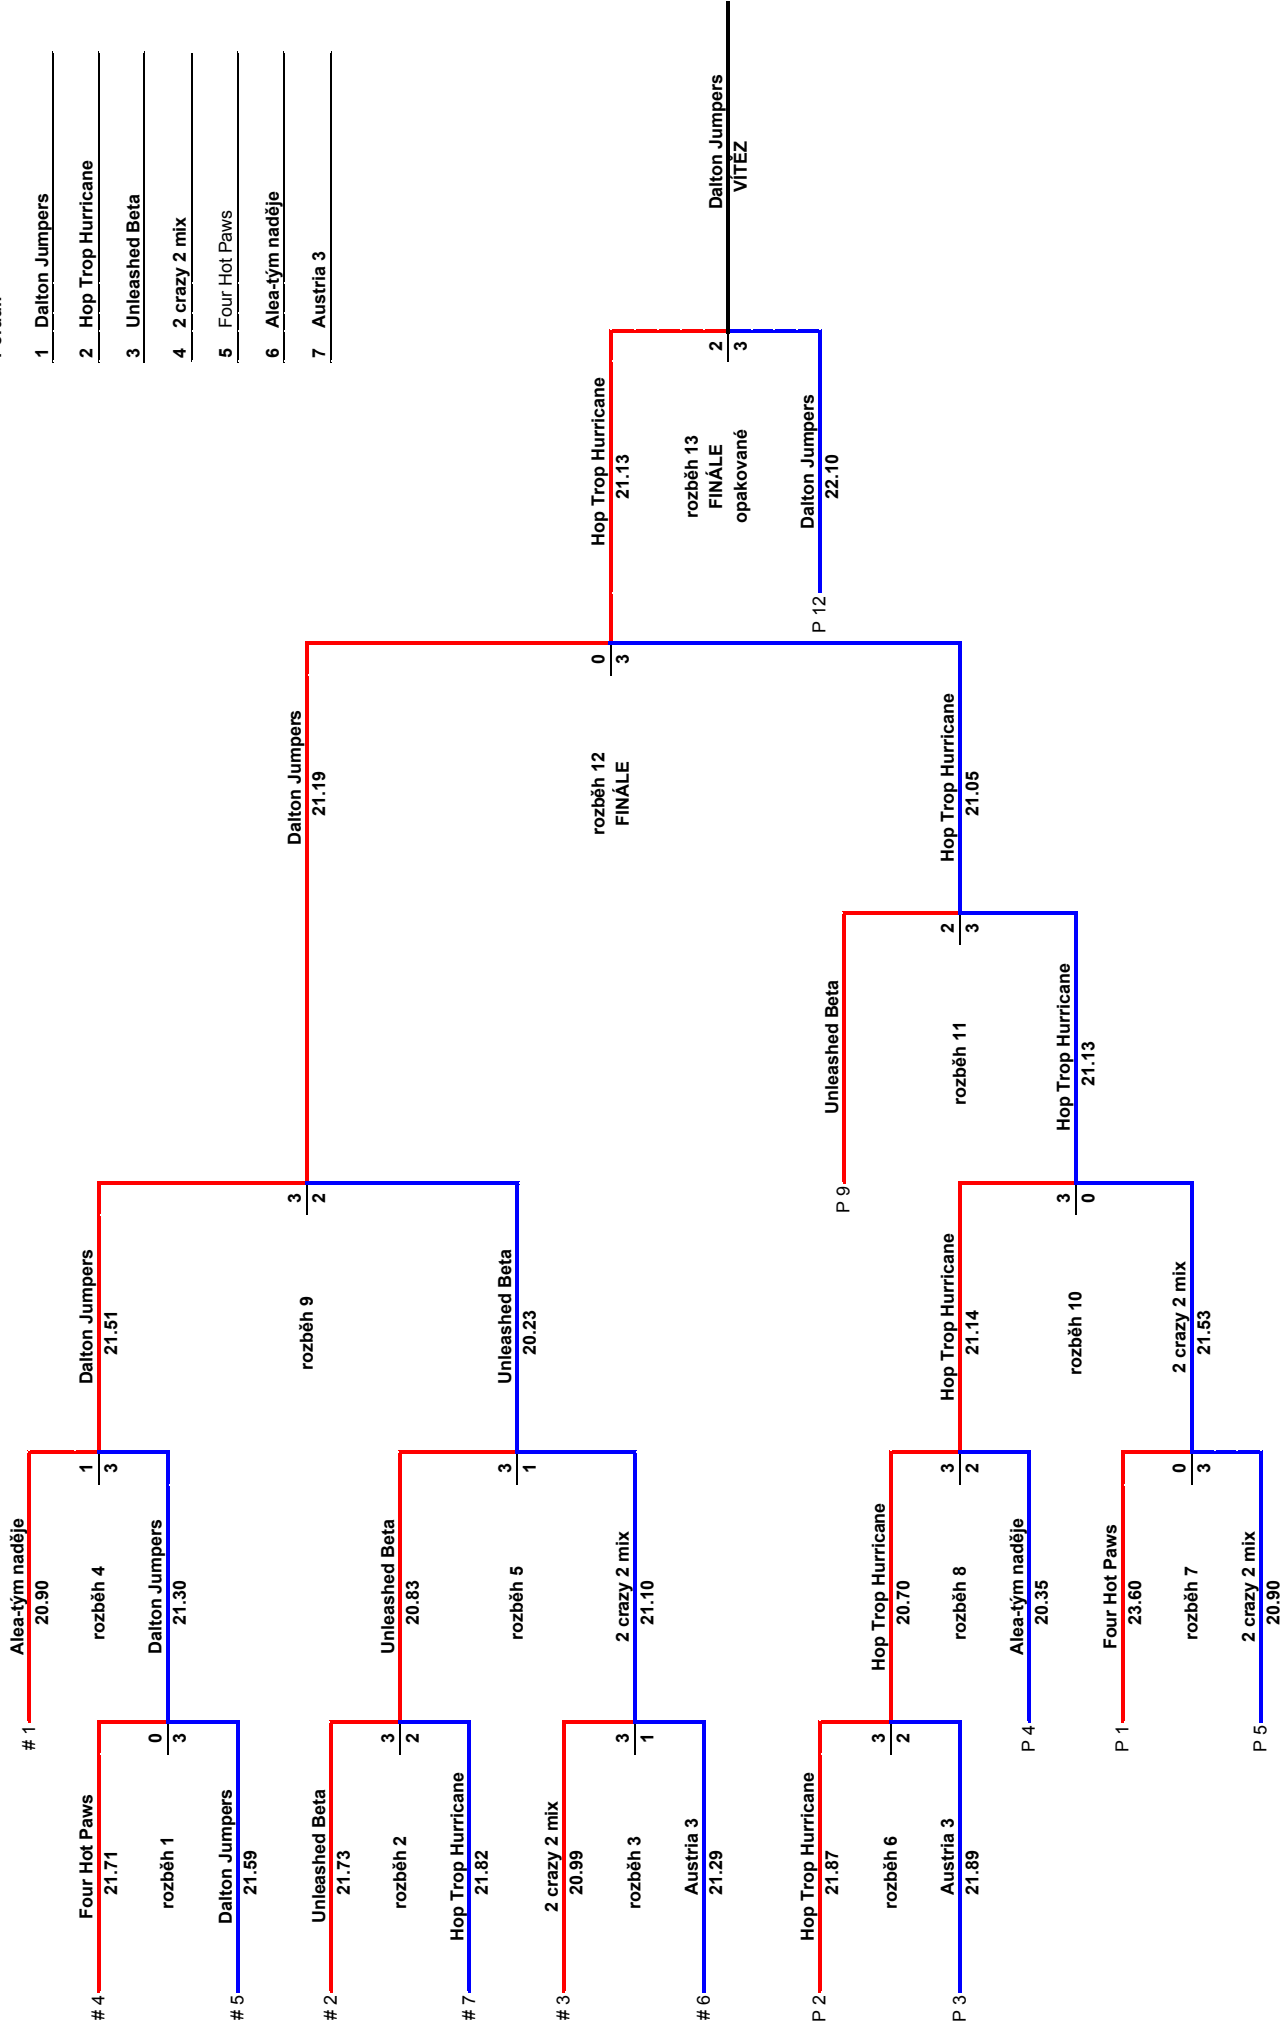 1 Dalton Jumpers
2 Hop Trop Hurricane
3 Unleashed Beta
4 2 crazy 2 mix
5 Four Hot Paws
6 Alea-tým naděje
7 Austria 3
# 1
Alea-tým naděje
20.90
rozběh 4
1
3
Dalton Jumpers
21.30
# 4
Four Hot Paws
21.71
rozběh 1
0
3
# 5
Dalton Jumpers
21.59
Dalton Jumpers
21.51
rozběh 9
3
2
Unleashed Beta
20.23
# 2
Unleashed Beta
21.73
rozběh 2
3
2
# 7
Hop Trop Hurricane
21.82
Unleashed Beta
20.83
rozběh 5
3
1
2 crazy 2 mix
21.10
# 3
2 crazy 2 mix
20.99
rozběh 3
3
1
# 6
Austria 3
21.29
Dalton Jumpers
21.19
rozběh 12
FINÁLE
0
3
Hop Trop Hurricane
21.05
Hop Trop Hurricane
21.13
rozběh 13
FINÁLE
opakované
2
3
P 12
Dalton Jumpers
22.10
Dalton Jumpers
VÍTĚZ
P 9
Unleashed Beta
rozběh 11
2
3
Hop Trop Hurricane
21.13
P 2
Hop Trop Hurricane
21.87
rozběh 6
3
2
P 3
Austria 3
21.89
Hop Trop Hurricane
20.70
rozběh 8
3
2
P 4
Alea-tým naděje
20.35
Hop Trop Hurricane
21.14
rozběh 10
3
0
2 crazy 2 mix
21.53
P 1
Four Hot Paws
23.60
rozběh 7
0
3
P 5
2 crazy 2 mix
20.90